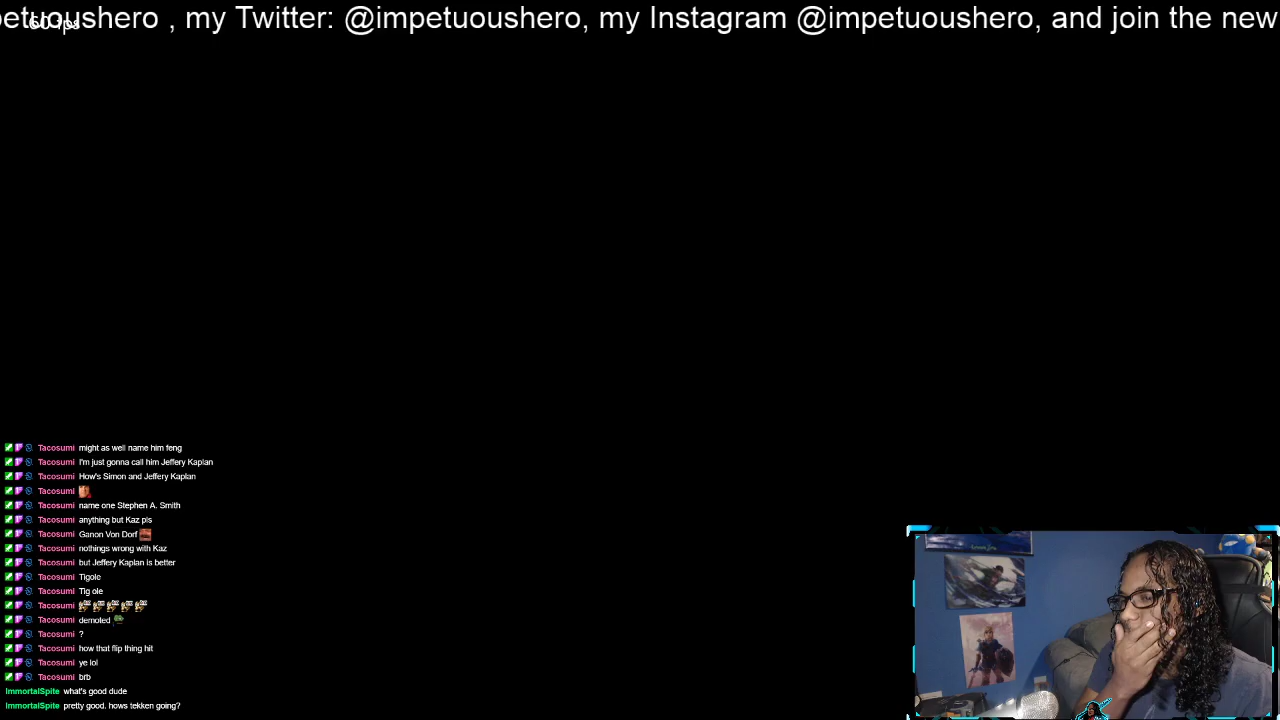 petuoushero , my Twitter: @impetuoushero, my Instagram @impetuoushero, and join the new
60 fps
Tacosumi might as well name him feng
Tacosumi I'm just gonna call him Jeffery Kaplan
Tacosumi How's Simon and Jeffery Kaplan
Tacosumi
Tacosumi name one Stephen A. Smith
Tacosumi anything but Kaz pls
Tacosumi Ganon Von Dorf
Tacosumi nothings wrong with Kaz
Tacosumi but Jeffery Kaplan is better
Tacosumi Tigole
Tacosumi Tig ole
Tacosumi
Tacosumi demoted
Tacosumi ?
Tacosumi how that flip thing hit
Tacosumi ye lol
Tacosumi brb
ImmortalSpite what's good dude
ImmortalSpite pretty good. hows tekken going?